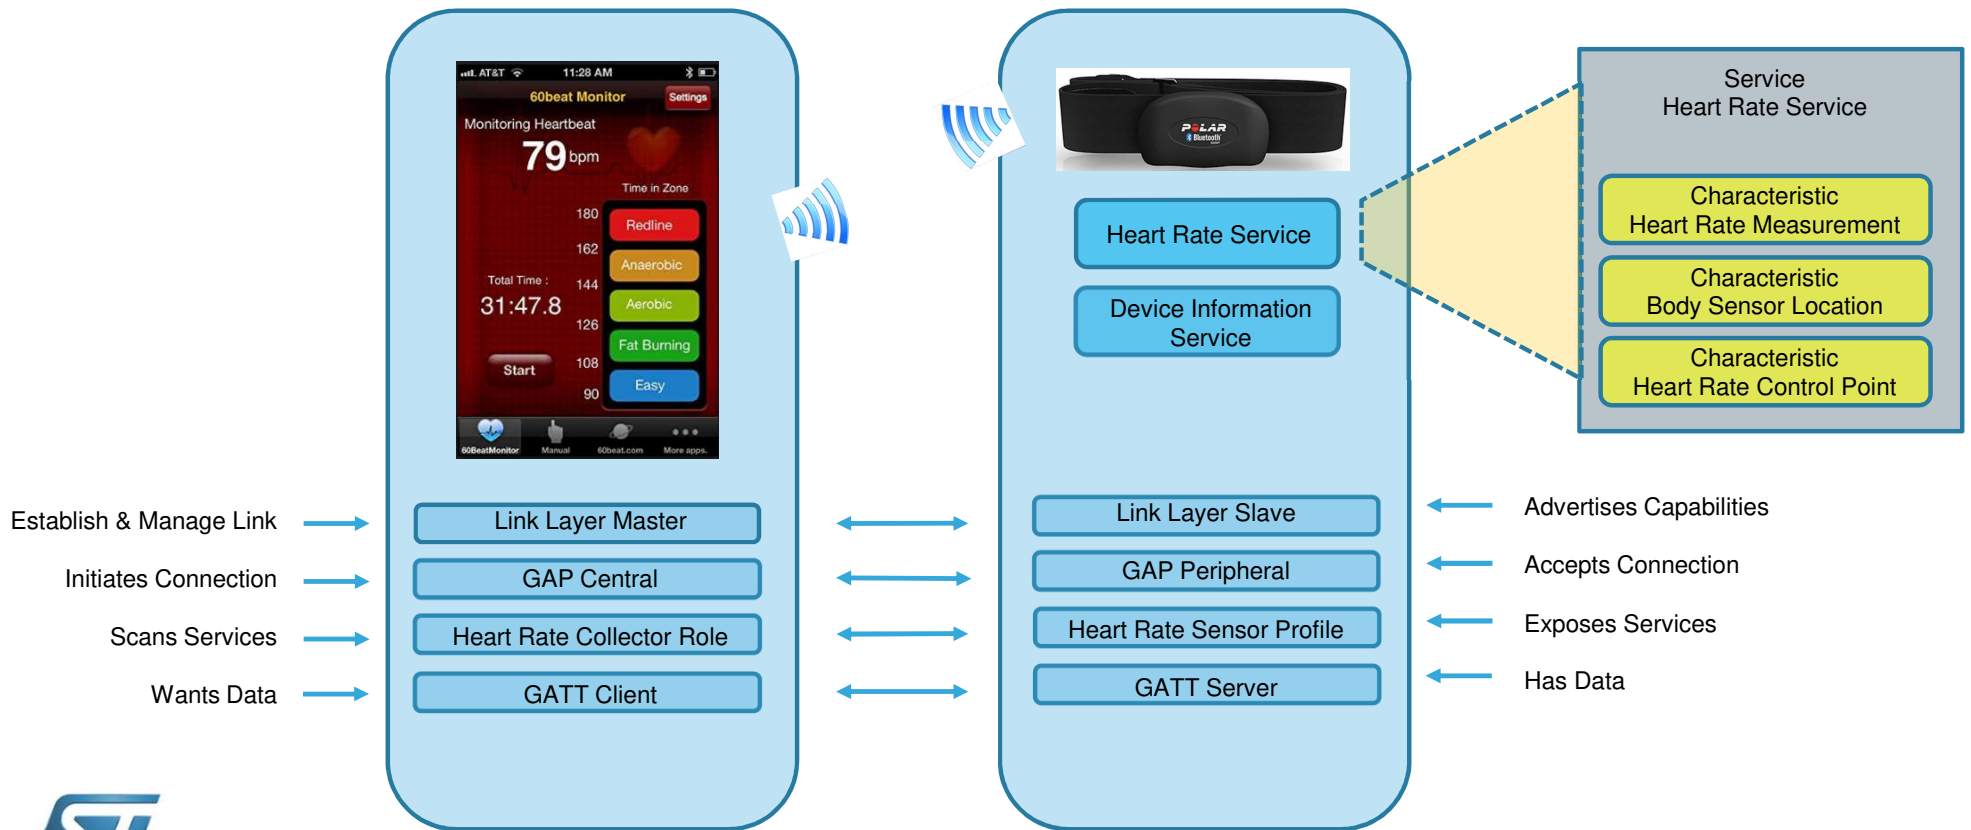 AT&T
11:28 AM
60beat Monitor
Settings
Monitoring Heartbeat
79 bpm
Time in Zone
180
Redline
162
Anaerobic
Total Time :
144
31:47.8
Aerobic
126
Fat Burning
Start
108
Easy
90
60BeatMonitor
Manual
60beat.com
More apps.
POLAR
Bluetooth
Heart Rate Service
Device Information
Service
Service
Heart Rate Service
Characteristic
Heart Rate Measurement
Characteristic
Body Sensor Location
Characteristic
Heart Rate Control Point
Establish & Manage Link
Link Layer Master
Link Layer Slave
Advertises Capabilities
Initiates Connection
GAP Central
GAP Peripheral
Accepts Connection
Scans Services
Heart Rate Collector Role
Heart Rate Sensor Profile
Exposes Services
Wants Data
GATT Client
GATT Server
Has Data